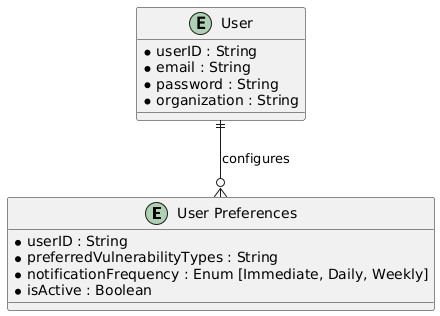 E User
* userID : String
* email : String
* password : String
* organization : String
configures
E User Preferences
* userID : String
* preferredVulnerabilityTypes : String
* notificationFrequency : Enum [Immediate, Daily, Weekly]
* isActive : Boolean